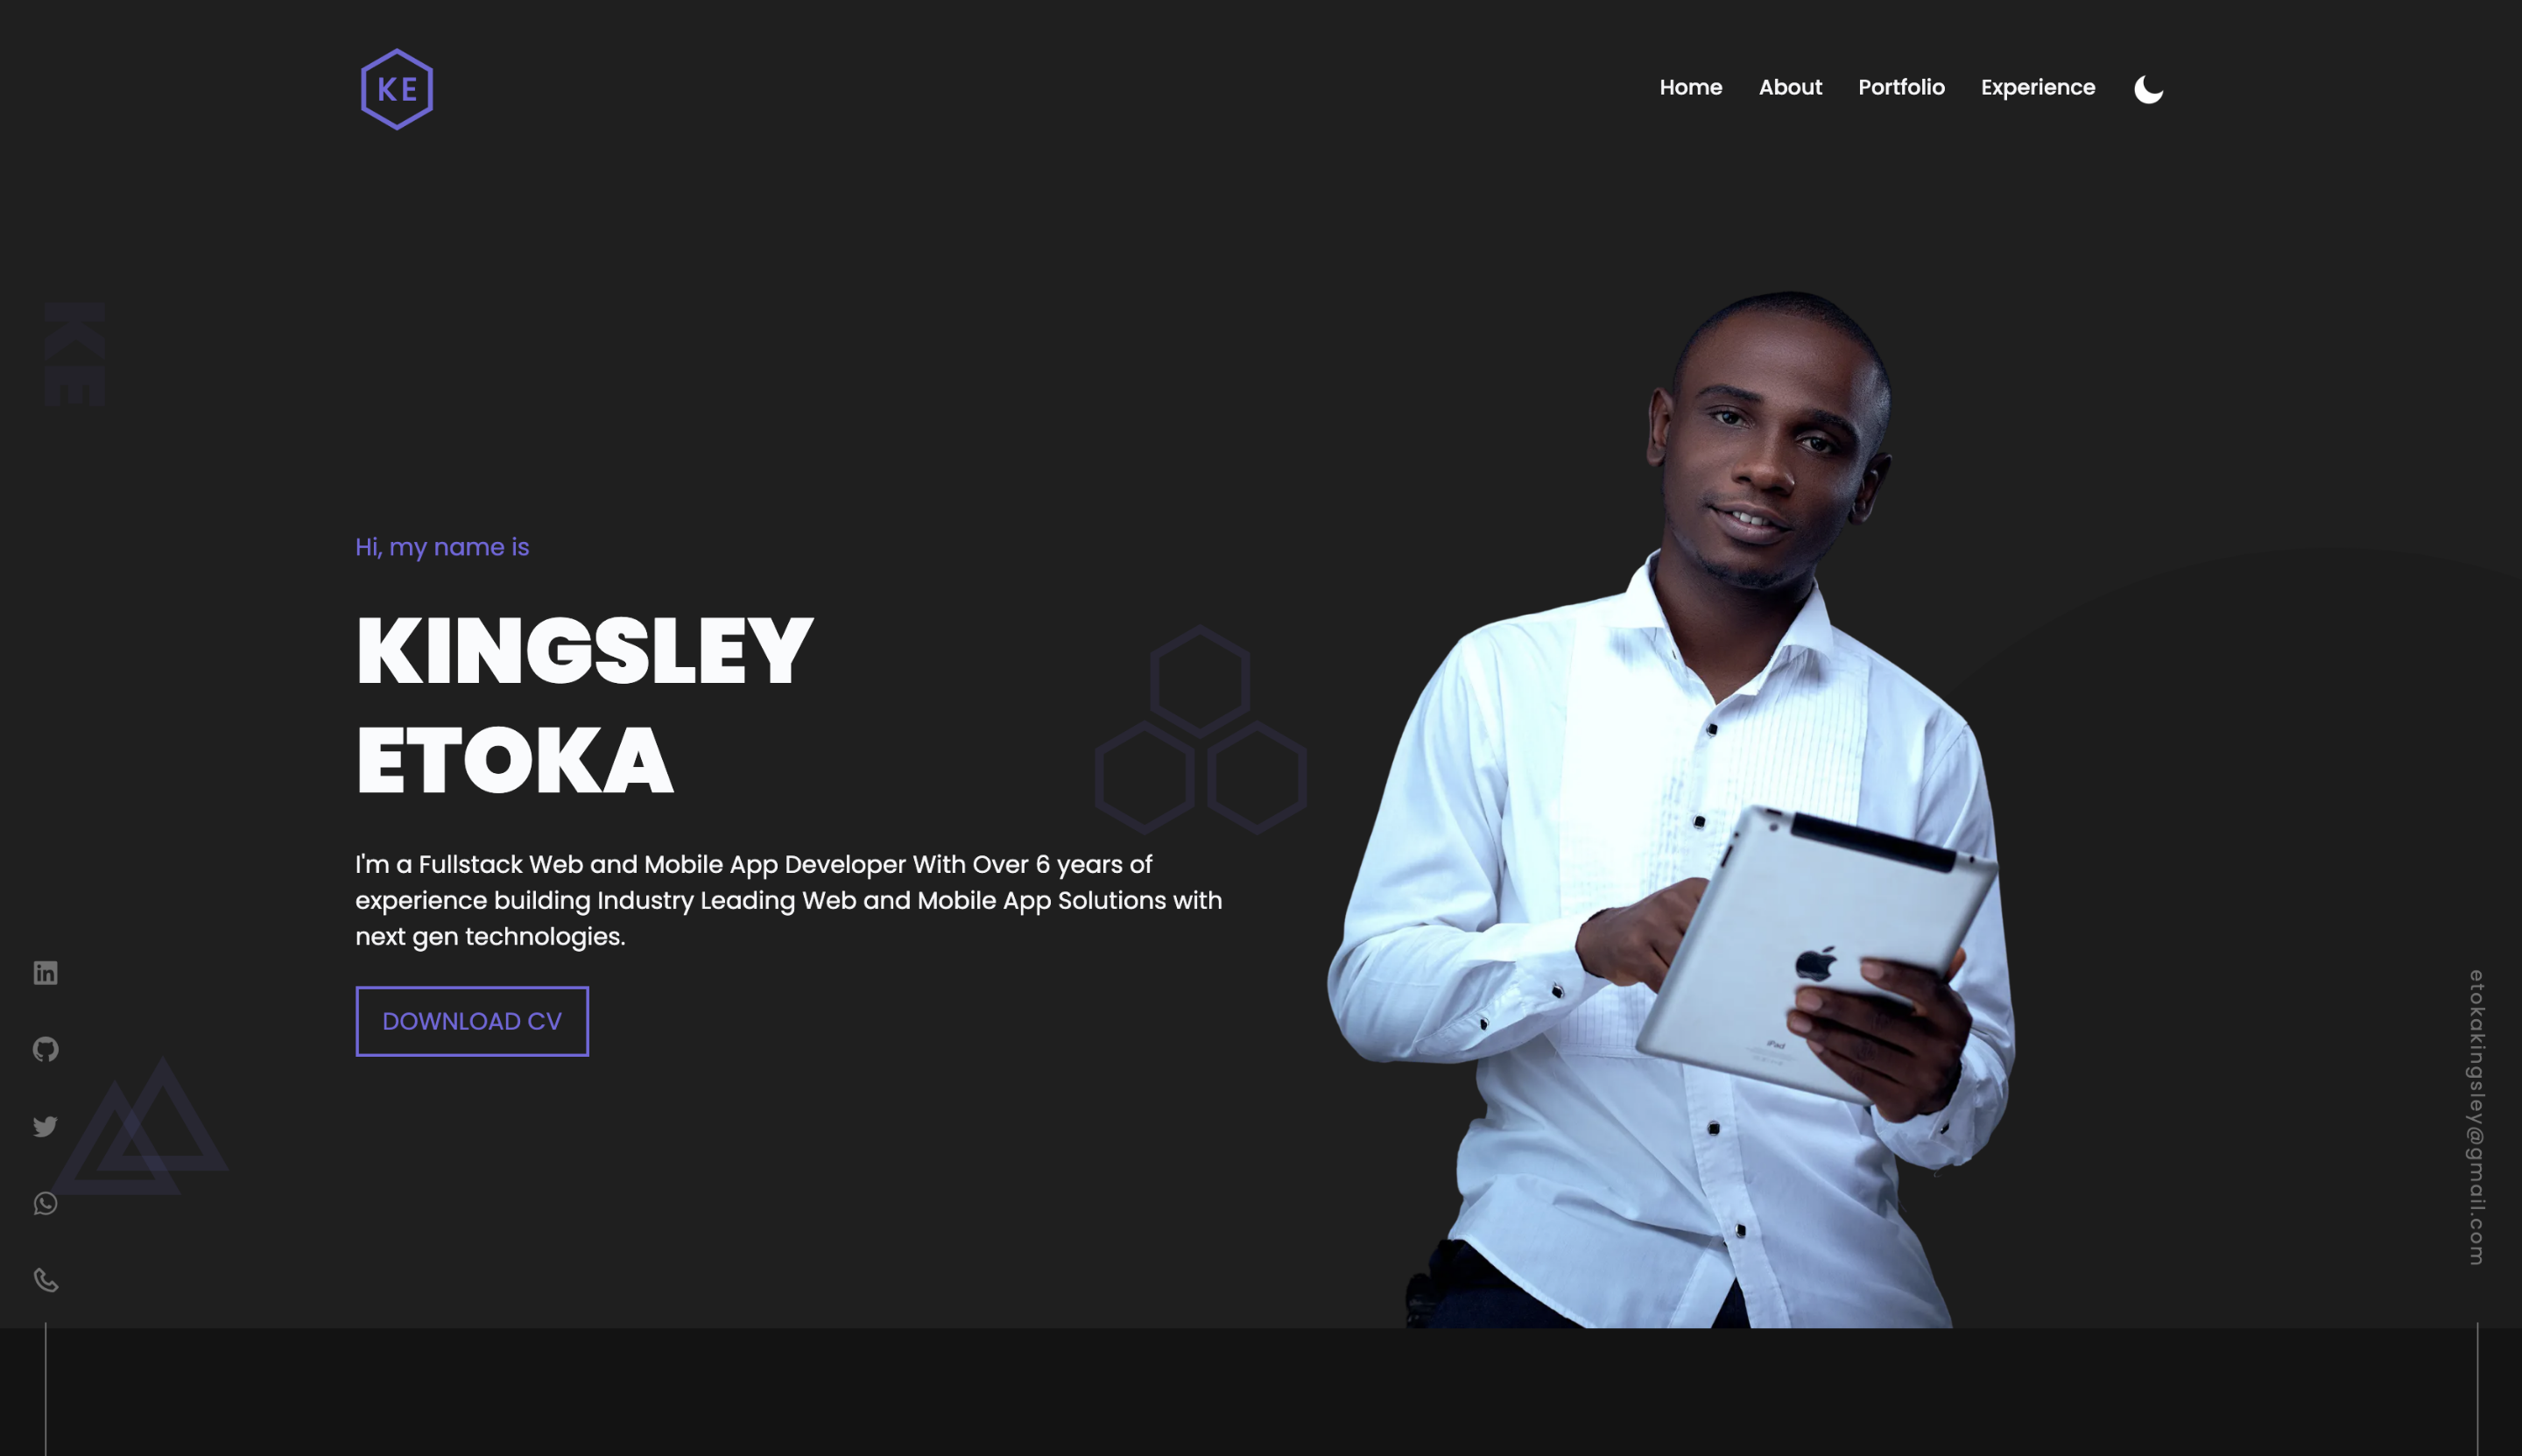 KE
Home About Portfolio Experience
KE
Hi, my name is
KINGSLEY
ETOKA
I'm a Fullstack Web and Mobile App Developer With Over 6 years of
experience building Industry Leading Web and Mobile App Solutions with
next gen technologies.
DOWNLOAD CV
in
iPad
etokakingsley@gmail.com